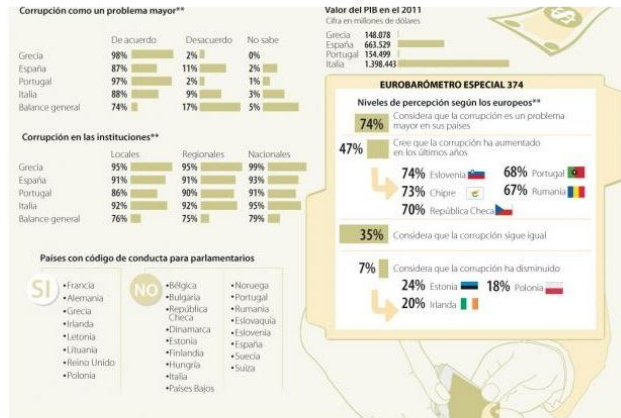 Corrupción como un problema mayor**
De acuerdo Desacuerdo No sabe
Grecia 98% 2% 0%
España 87% 11% 2%
Portugal 97% 2% 1%
Italia 88% 9% 3%
Balance general 74% 17% 5%
Corrupción en las instituciones**
Locales Regionales Nacionales
Grecia 95% 95% 99%
España 91% 91% 93%
Portugal 86% 90% 91%
Italia 92% 92% 95%
Balance general 76% 75% 79%
Países con código de conducta para parlamentarios
SI
•Francia
•Alemania
•Grecia
•Irlanda
•Letonia
•Lituania
•Reino Unido
•Polonia
NO
•Bélgica
•Bulgaria
•República
Checa
•Dinamarca
•Estonia
•Finlandia
•Hungría
•Italia
•Países Bajos
•Noruega
•Portugal
•Rumania
•Eslovaquia
•Eslovenia
•España
•Suecia
•Suiza
Valor del PIB en el 2011
Cifra en millones de dólares
Grecia 148.078
España 663.529
Portugal 154.499
Italia 1.398.443
EUROBARÓMETRO ESPECIAL 374
Niveles de percepción según los europeos**
74% Considera que la corrupción es un problema
mayor en sus países
47% Cree que la corrupción ha aumentado
en los últimos años
74% Eslovenia 68% Portugal
73% Chipre 67% Rumania
70% República Checa
35% Considera que la corrupción sigue igual
7% Considera que la corrupción ha disminuido
24% Estonia 18% Polonia
20% Irlanda